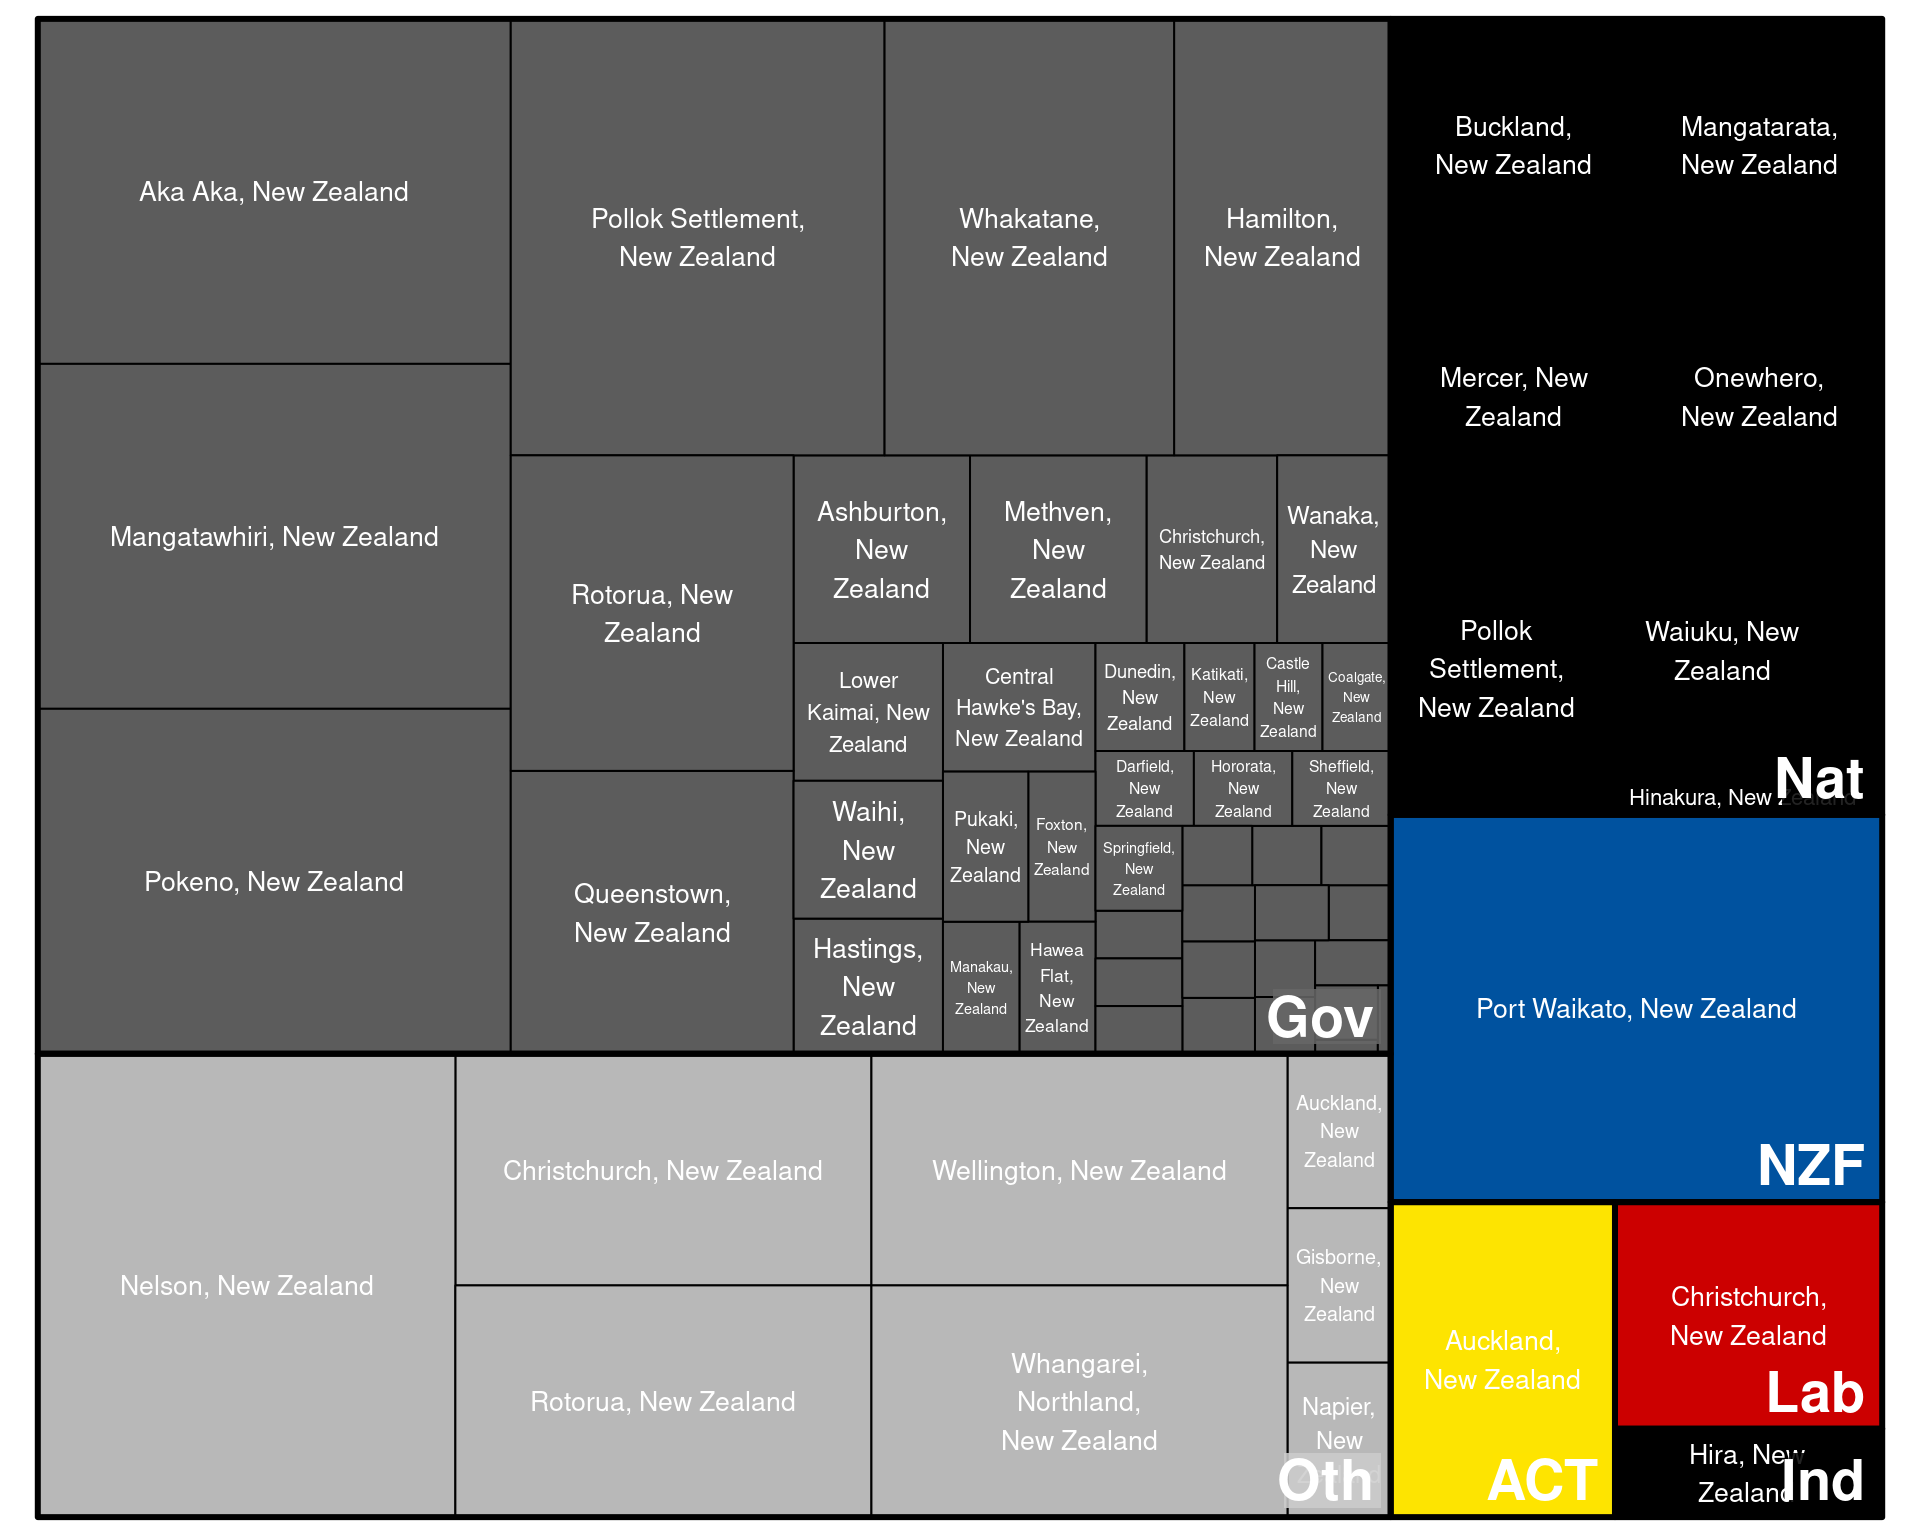 Aka Aka, New Zealand
Mangatawhiri, New Zealand
Pokeno, New Zealand
Pollok Settlement,
New Zealand
Whakatane,
New Zealand
Hamilton,
New Zealand
Rotorua, New
Zealand
Queenstown,
New Zealand
Ashburton,
New
Zealand
Methven,
New
Zealand
Christchurch,
New Zealand
Wanaka,
New
Zealand
Lower
Kaimai, New
Zealand
Waihi,
New
Zealand
Hastings,
New
Zealand
Central
Hawke's Bay,
New Zealand
Pukaki,
New
Zealand
Foxton,
New
Zealand
Manakau,
New
Zealand
Hawea
Flat,
New
Zealand
Dunedin,
New
Zealand
Katikati,
New
Zealand
Castle
Hill,
New
Zealand
Coalgate,
New
Zealand
Darfield,
New
Zealand
Hororata,
New
Zealand
Sheffield,
New
Zealand
Springfield,
New
Zealand
Gov
Nelson, New Zealand
Christchurch, New Zealand
Wellington, New Zealand
Rotorua, New Zealand
Whangarei,
Northland,
New Zealand
Auckland,
New
Zealand
Gisborne,
New
Zealand
Napier,
New
Oth
Buckland,
New Zealand
Mangatarata,
New Zealand
Mercer, New
Zealand
Onewhero,
New Zealand
Pollok
Settlement,
New Zealand
Waiuku, New
Zealand
Hinakura, New Zealand
Nat
Port Waikato, New Zealand
NZF
Auckland,
New Zealand
ACT
Christchurch,
New Zealand
Lab
Hira, New
Zealand
Ind